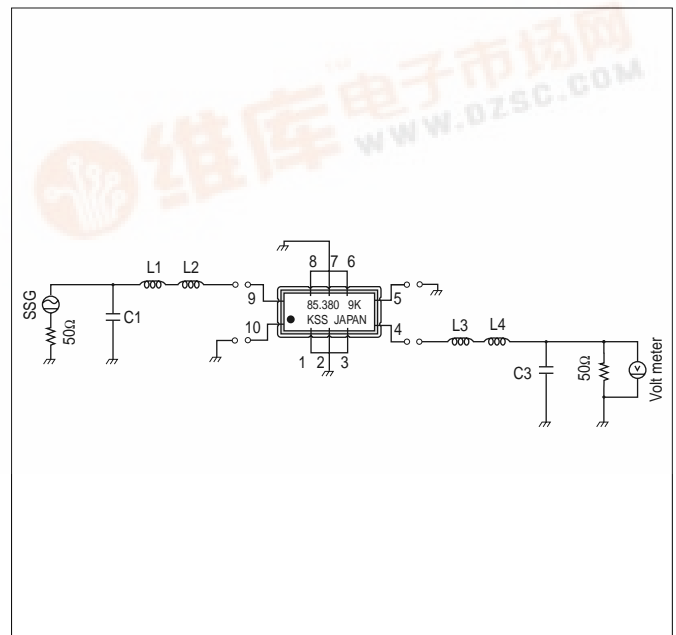 维库电子市场网
™
WWW.DZSC.COM
8 7 6
L1 L2
9
5
SSG
50Ω
C1
85.380 9K
KSS JAPAN
10
4
L3 L4
1 2 3
C3
50Ω
V
Volt meter